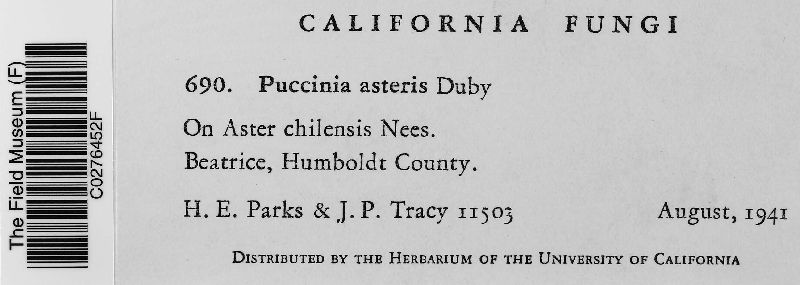 CALIFORNIA FUNGI
690. Puccinia asteris Duby
On Aster chilensis Nees.
Beatrice, Humboldt County.
H. E. Parks & J. P. Tracy 11503 August, 1941
DISTRIBUTED BY THE HERBARIUM OF THE UNIVERSITY OF CALIFORNIA
The Field Museum (F)
C0276452F